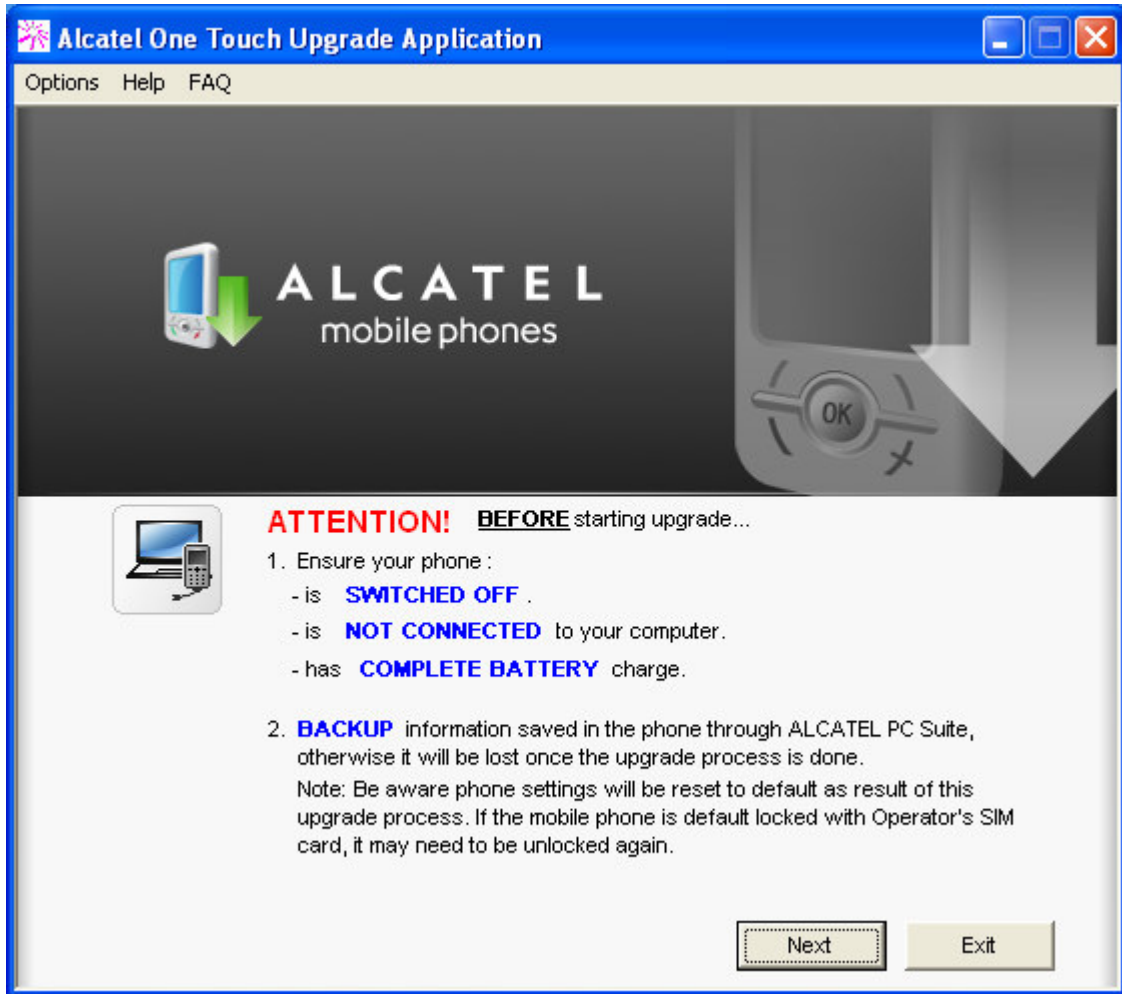 Alcatel One Touch Upgrade Application
Options Help FAQ
ALCATEL
mobile phones
OK
ATTENTION! BEFORE starting upgrade...
1. Ensure your phone :
- is SWITCHED OFF .
- is NOT CONNECTED to your computer.
- has COMPLETE BATTERY charge.
2. BACKUP information saved in the phone through ALCATEL PC Suite,
otherwise it will be lost once the upgrade process is done.
Note: Be aware phone settings will be reset to default as result of this
upgrade process. If the mobile phone is default locked with Operator's SIM
card, it may need to be unlocked again.
Next Exit